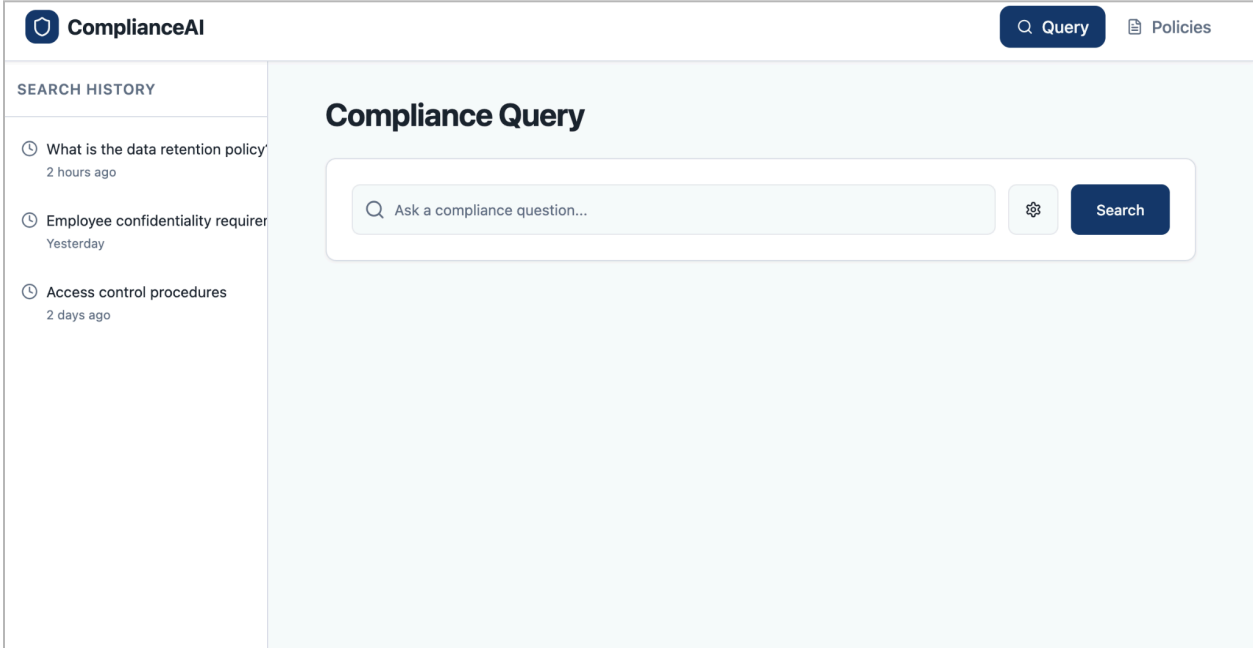 ComplianceAI
Query
Policies
SEARCH HISTORY
What is the data retention policy?
2 hours ago
Employee confidentiality
Yesterday
Access control procedures
2 days ago
Compliance Query
Ask a compliance question...
Search